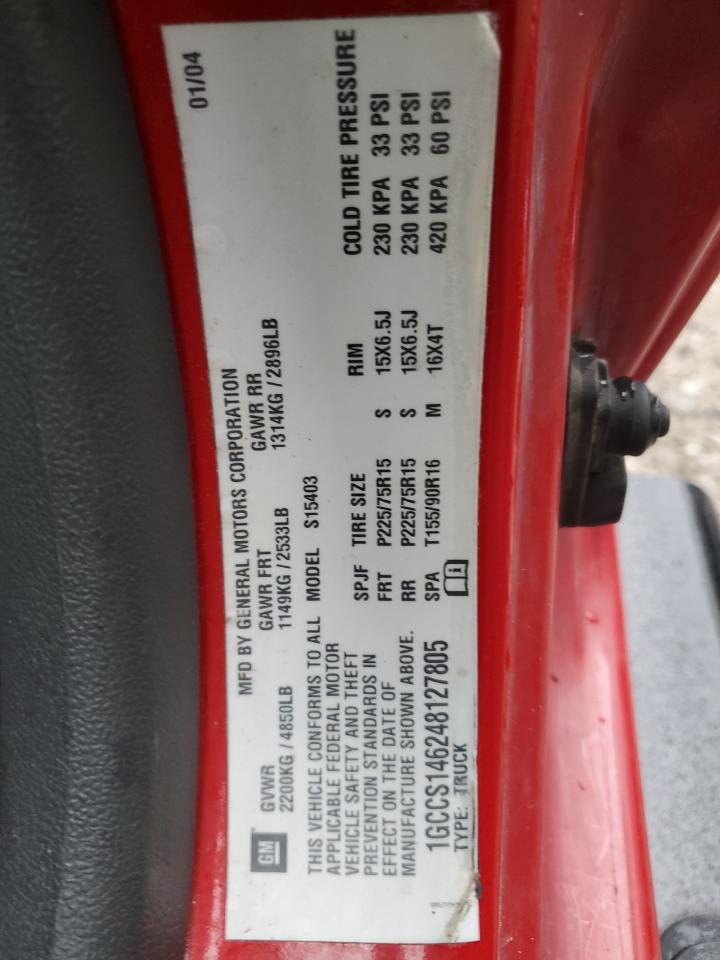 GM
MFD BY GENERAL MOTORS CORPORATION 01/04
GVWR GAWR FRT GAWR RR
2200KG / 4850LB 1149KG / 2533LB 1314KG / 2896LB
THIS VEHICLE CONFORMS TO ALL
APPLICABLE FEDERAL MOTOR
VEHICLE SAFETY AND THEFT
PREVENTION STANDARDS IN
EFFECT ON THE DATE OF
MANUFACTURE SHOWN ABOVE.
1GCCS146248127805
TYPE: TRUCK
MODEL S15403
SPJF TIRE SIZE RIM COLD TIRE PRESSURE
FRT P225/75R15 S 15X6.5J 230 KPA 33 PSI
RR P225/75R15 S 15X6.5J 230 KPA 33 PSI
SPA T155/90R16 M 16X4T 420 KPA 60 PSI